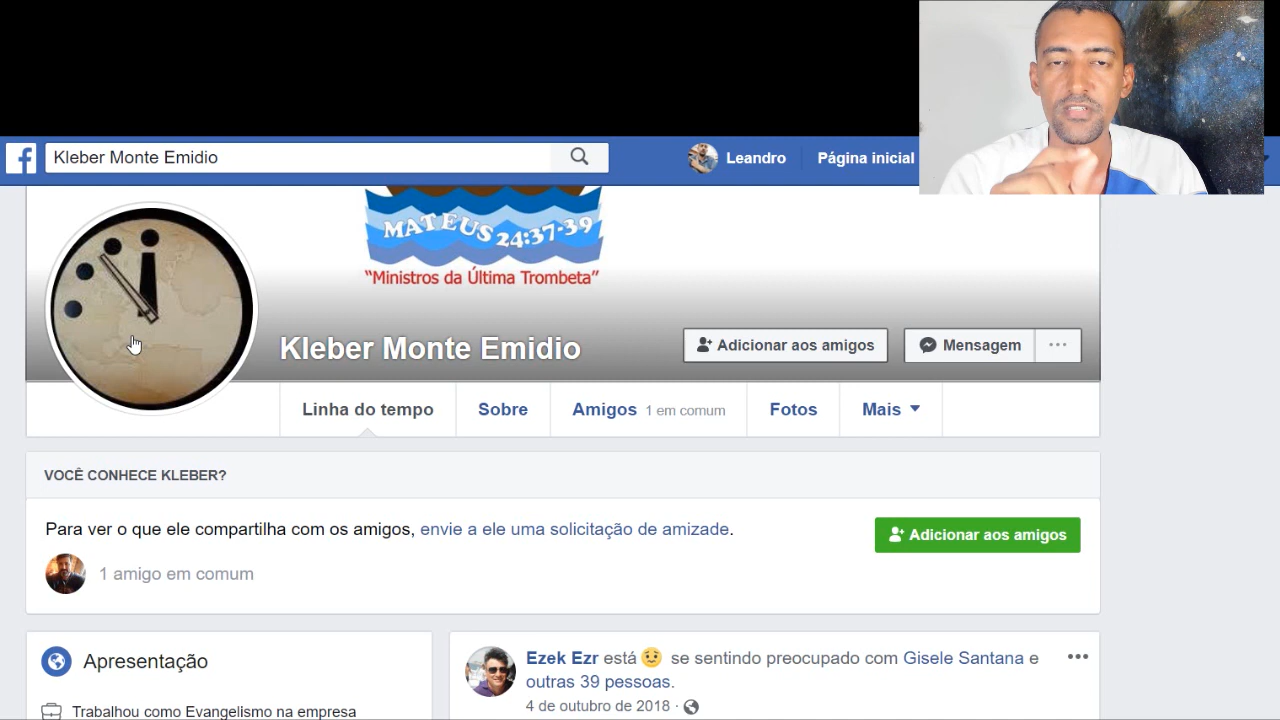 Kleber Monte Emidio
Leandro
Página inicial
MATEUS 24:37-39
“Ministros da Última Trombeta”
Kleber Monte Emidio
Adicionar aos amigos
Mensagem
Linha do tempo
Sobre
Amigos 1 em comum
Fotos
Mais
VOCÊ CONHECE KLEBER?
Para ver o que ele compartilha com os amigos, envie a ele uma solicitação de amizade.
Adicionar aos amigos
1 amigo em comum
Apresentação
Trabalhou como Evangelismo na empresa
Ezek Ezr está se sentindo preocupado com Gisele Santana e
outras 39 pessoas.
4 de outubro de 2018 ·